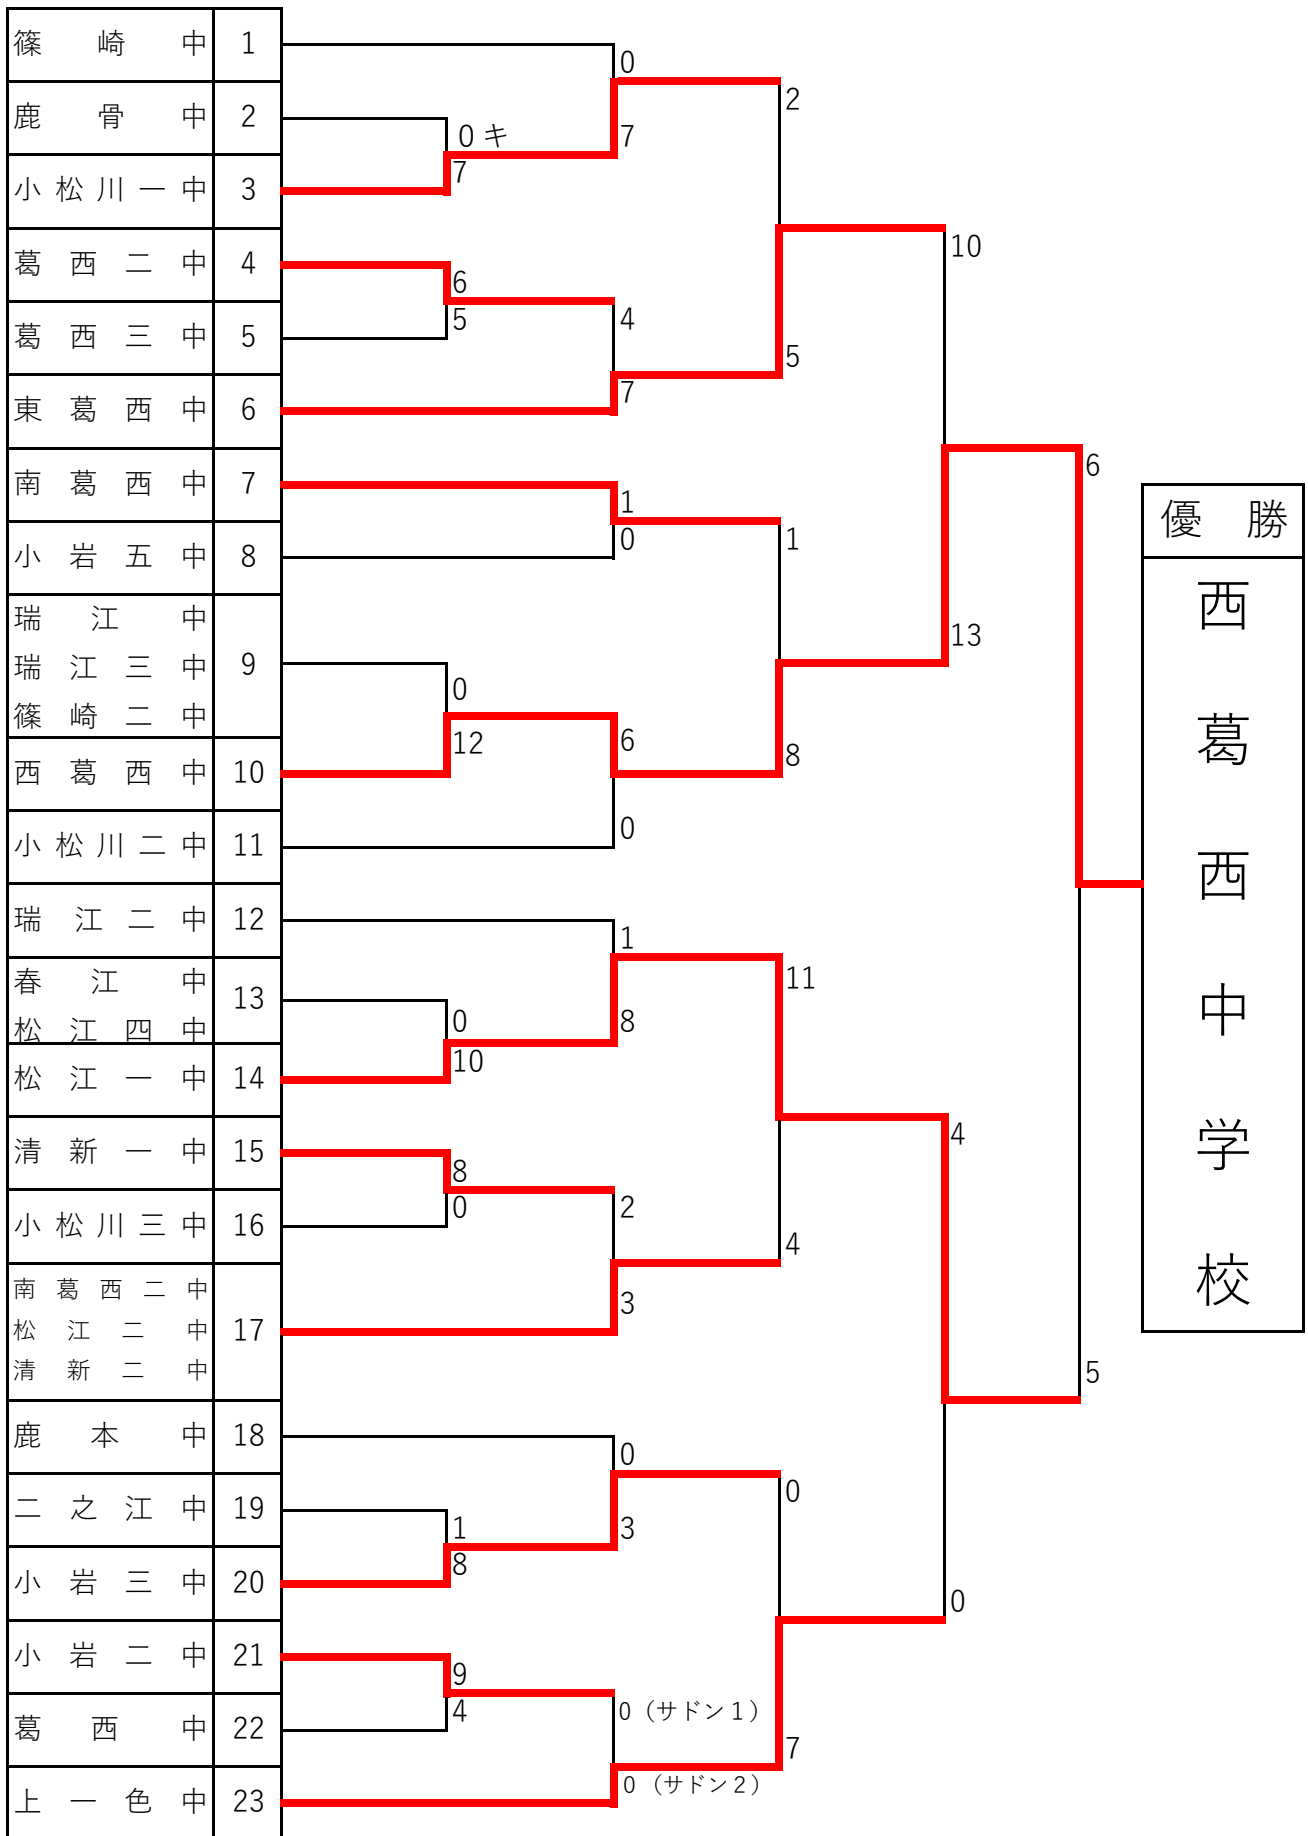 篠崎中 1
鹿骨中 2
小松川一中 3
葛西二中 4
葛西三中 5
東葛西中 6
南葛西中 7
小岩五中 8
瑞江中
瑞江三中 9
篠崎二中
西葛西中 10
小松川二中 11
瑞江二中 12
春江中
松江四中 13
松江一中 14
清新一中 15
小松川三中 16
南葛西二中
松江二中 17
清新二中
鹿本中 18
二之江中 19
小岩三中 20
小岩二中 21
葛西中 22
上一色中 23
0 キ
7
6
5
0
12
0
10
8
0
1
8
9
4
0
7
4
7
1
0
6
0
1
8
2
3
0
3
0（サドン1）
0（サドン2）
2
5
1
8
11
4
0
7
10
13
4
0
6
5
優勝
西葛西中学校